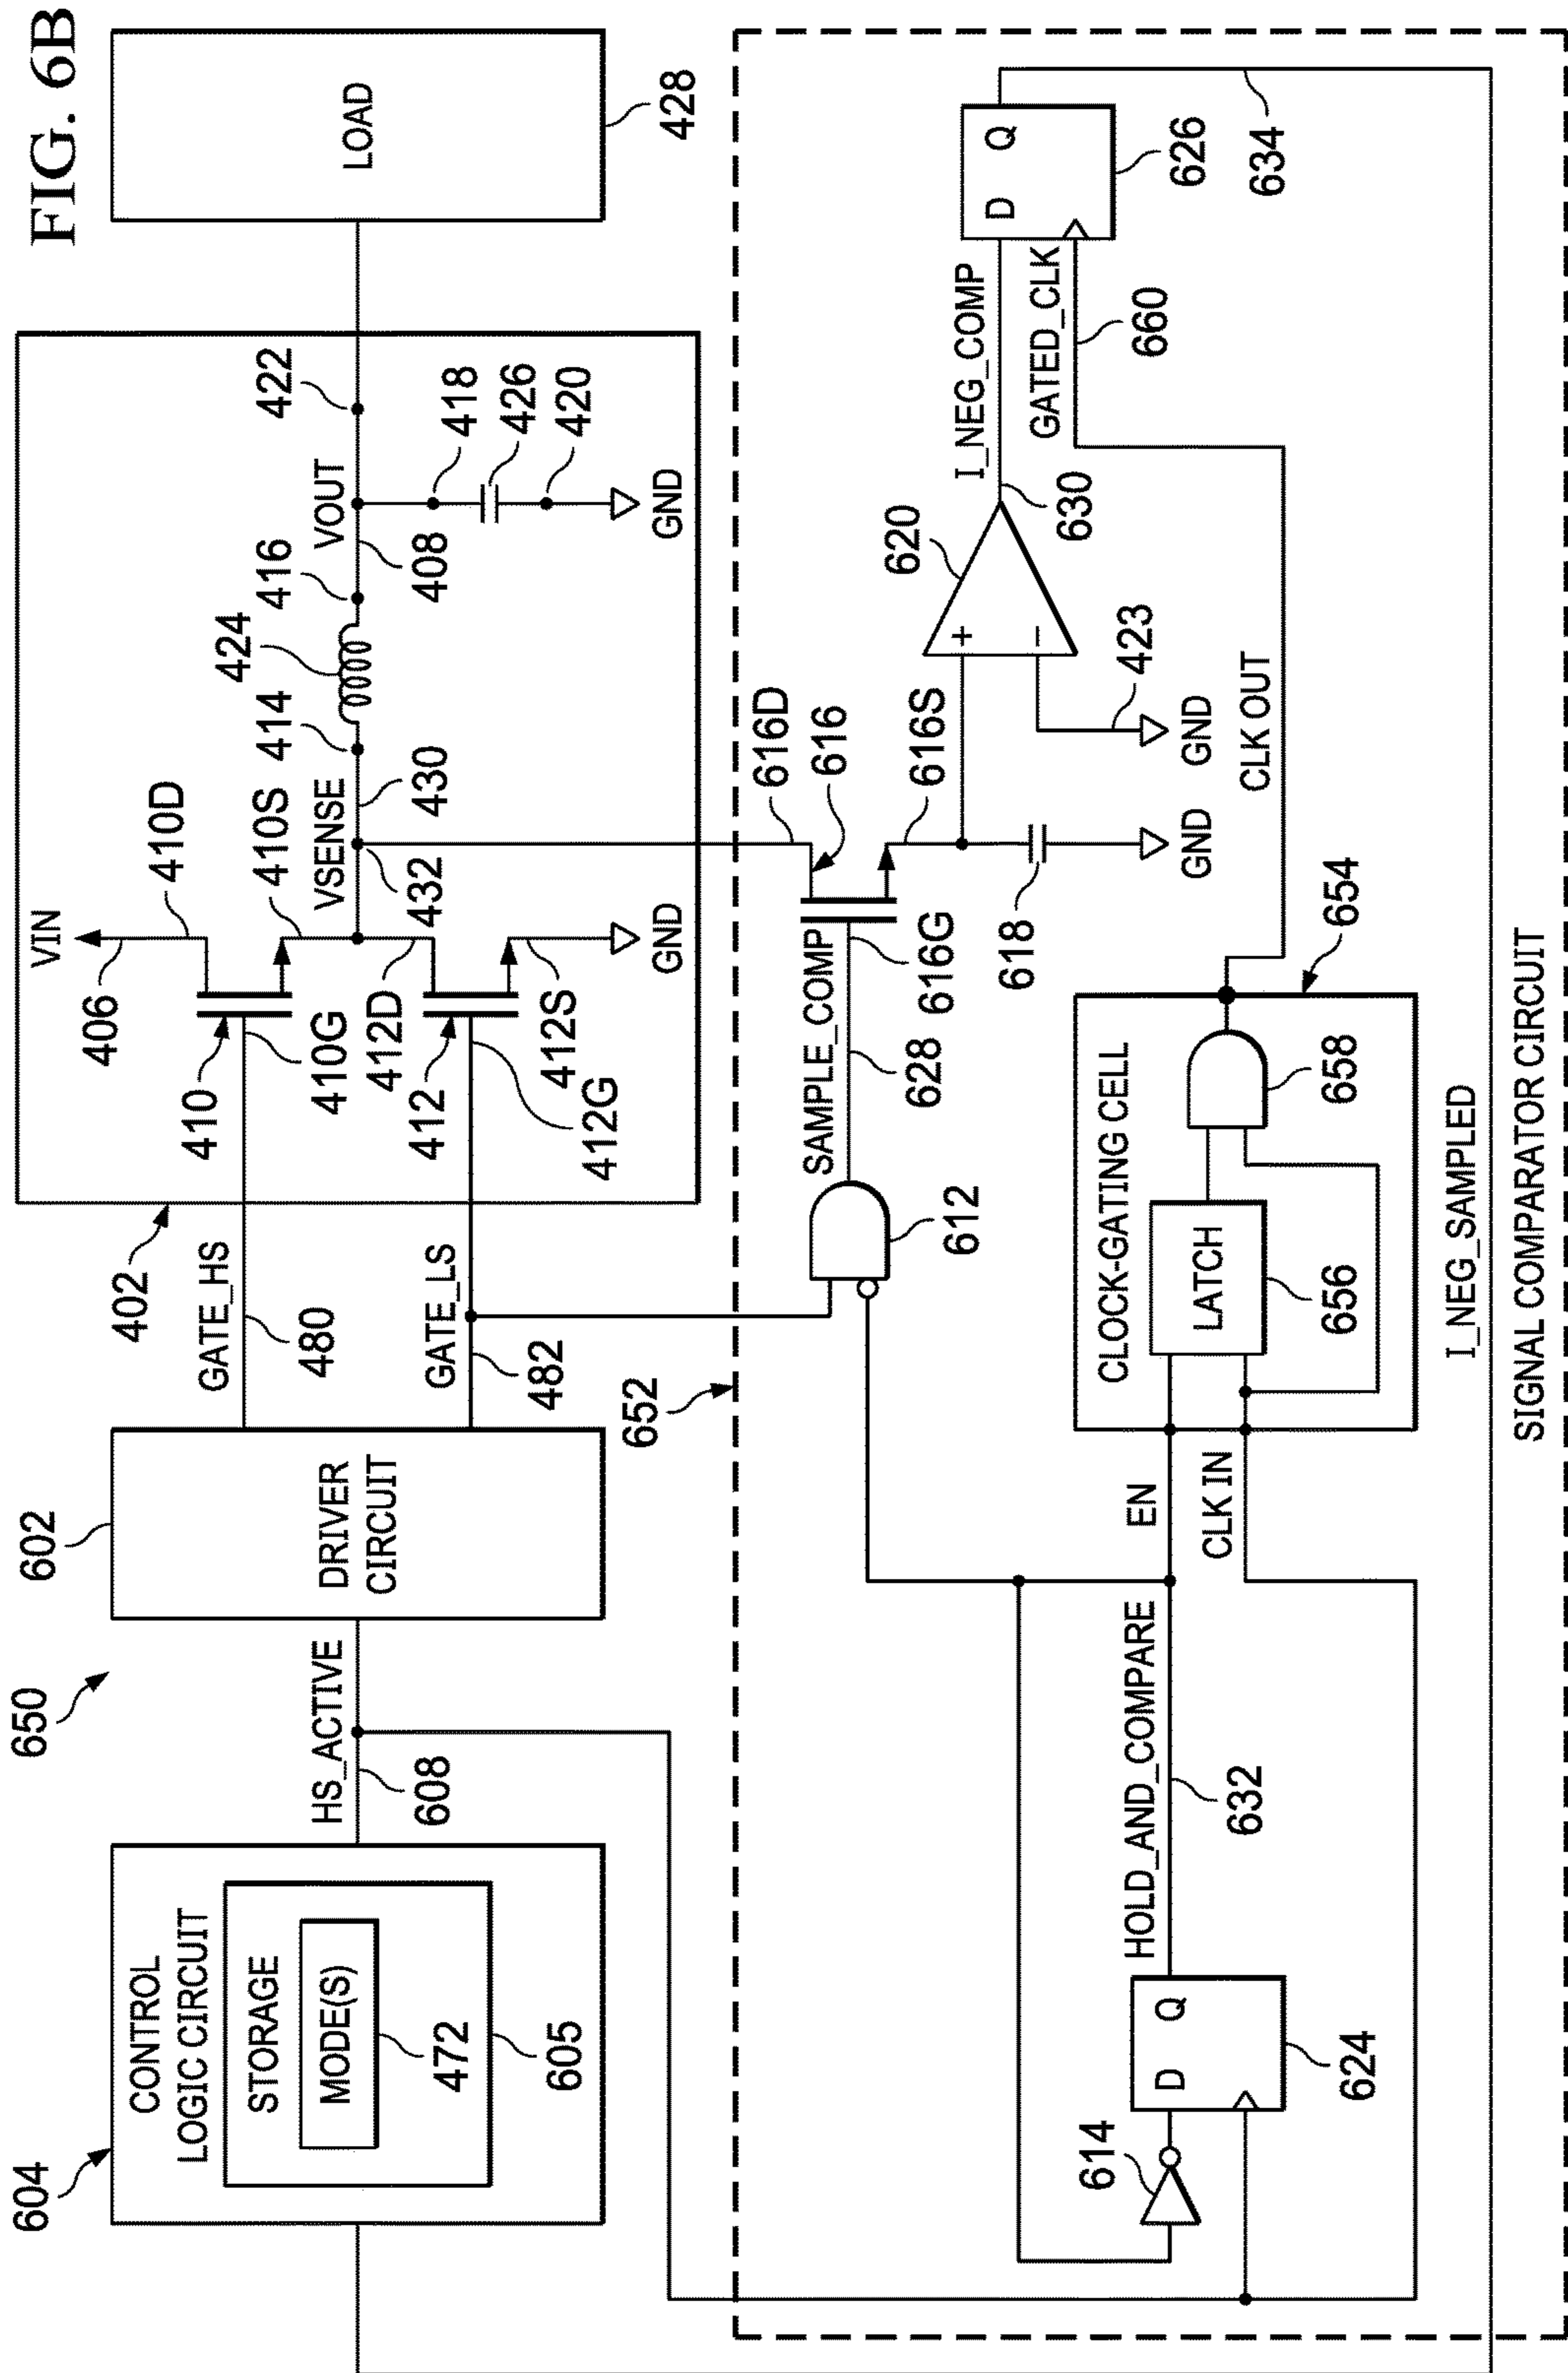 FIG. 6B
650
604
CONTROL
LOGIC CIRCUIT
STORAGE
MODE(S)
472
605
HS_ACTIVE
608
602
DRIVER
CIRCUIT
GATE_HS
480
GATE_LS
482
402
VIN
406
410D
410
410G
410S
412D
412
412S
412G
GND
VSENSE
432
430
414
424
416
VOUT
408
422
418
426
420
GND
LOAD
428
652
SAMPLE_COMP
628
612
616D
616
616S
616G
618
GND
620
423
GND
I_NEG_COMP
630
GATED_CLK
660
D
Q
626
634
CLK OUT
654
CLOCK-GATING CELL
LATCH
656
658
EN
CLK IN
HOLD_AND_COMPARE
632
614
D
Q
624
I_NEG_SAMPLED
SIGNAL COMPARATOR CIRCUIT
+
−